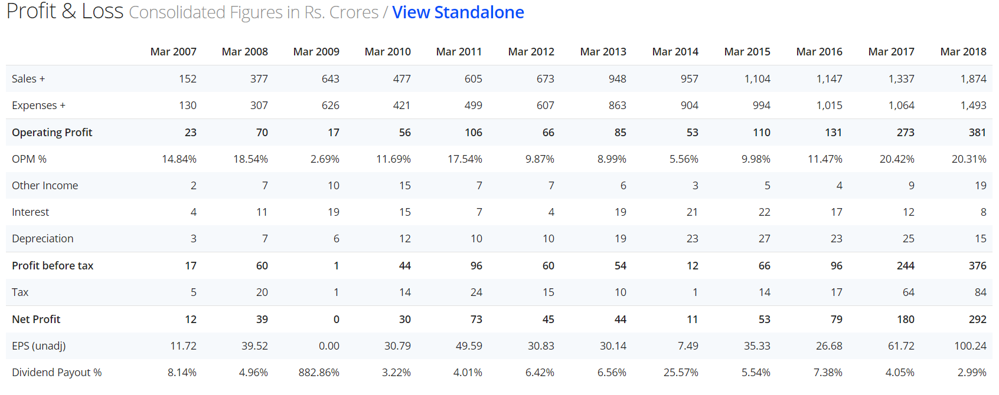 Profit & Loss Consolidated Figures in Rs. Crores / View Standalone
Mar 2007 Mar 2008 Mar 2009 Mar 2010 Mar 2011 Mar 2012 Mar 2013 Mar 2014 Mar 2015 Mar 2016 Mar 2017 Mar 2018
Sales + 152 377 643 477 605 673 948 957 1,104 1,147 1,337 1,874
Expenses + 130 307 626 421 499 607 863 904 994 1,015 1,064 1,493
Operating Profit 23 70 17 56 106 66 85 53 110 131 273 381
OPM % 14.84% 18.54% 2.69% 11.69% 17.54% 9.87% 8.99% 5.56% 9.98% 11.47% 20.42% 20.31%
Other Income 2 7 10 15 7 7 6 3 5 4 9 19
Interest 4 11 19 15 7 4 19 21 22 17 12 8
Depreciation 3 7 6 12 10 10 19 23 27 23 25 15
Profit before tax 17 60 1 44 96 60 54 12 66 96 244 376
Tax 5 20 1 14 24 15 10 1 14 17 64 84
Net Profit 12 39 0 30 73 45 44 11 53 79 180 292
EPS (unadj) 11.72 39.52 0.00 30.79 49.59 30.83 30.14 7.49 35.33 26.68 61.72 100.24
Dividend Payout % 8.14% 4.96% 882.86% 3.22% 4.01% 6.42% 6.56% 25.57% 5.54% 7.38% 4.05% 2.99%